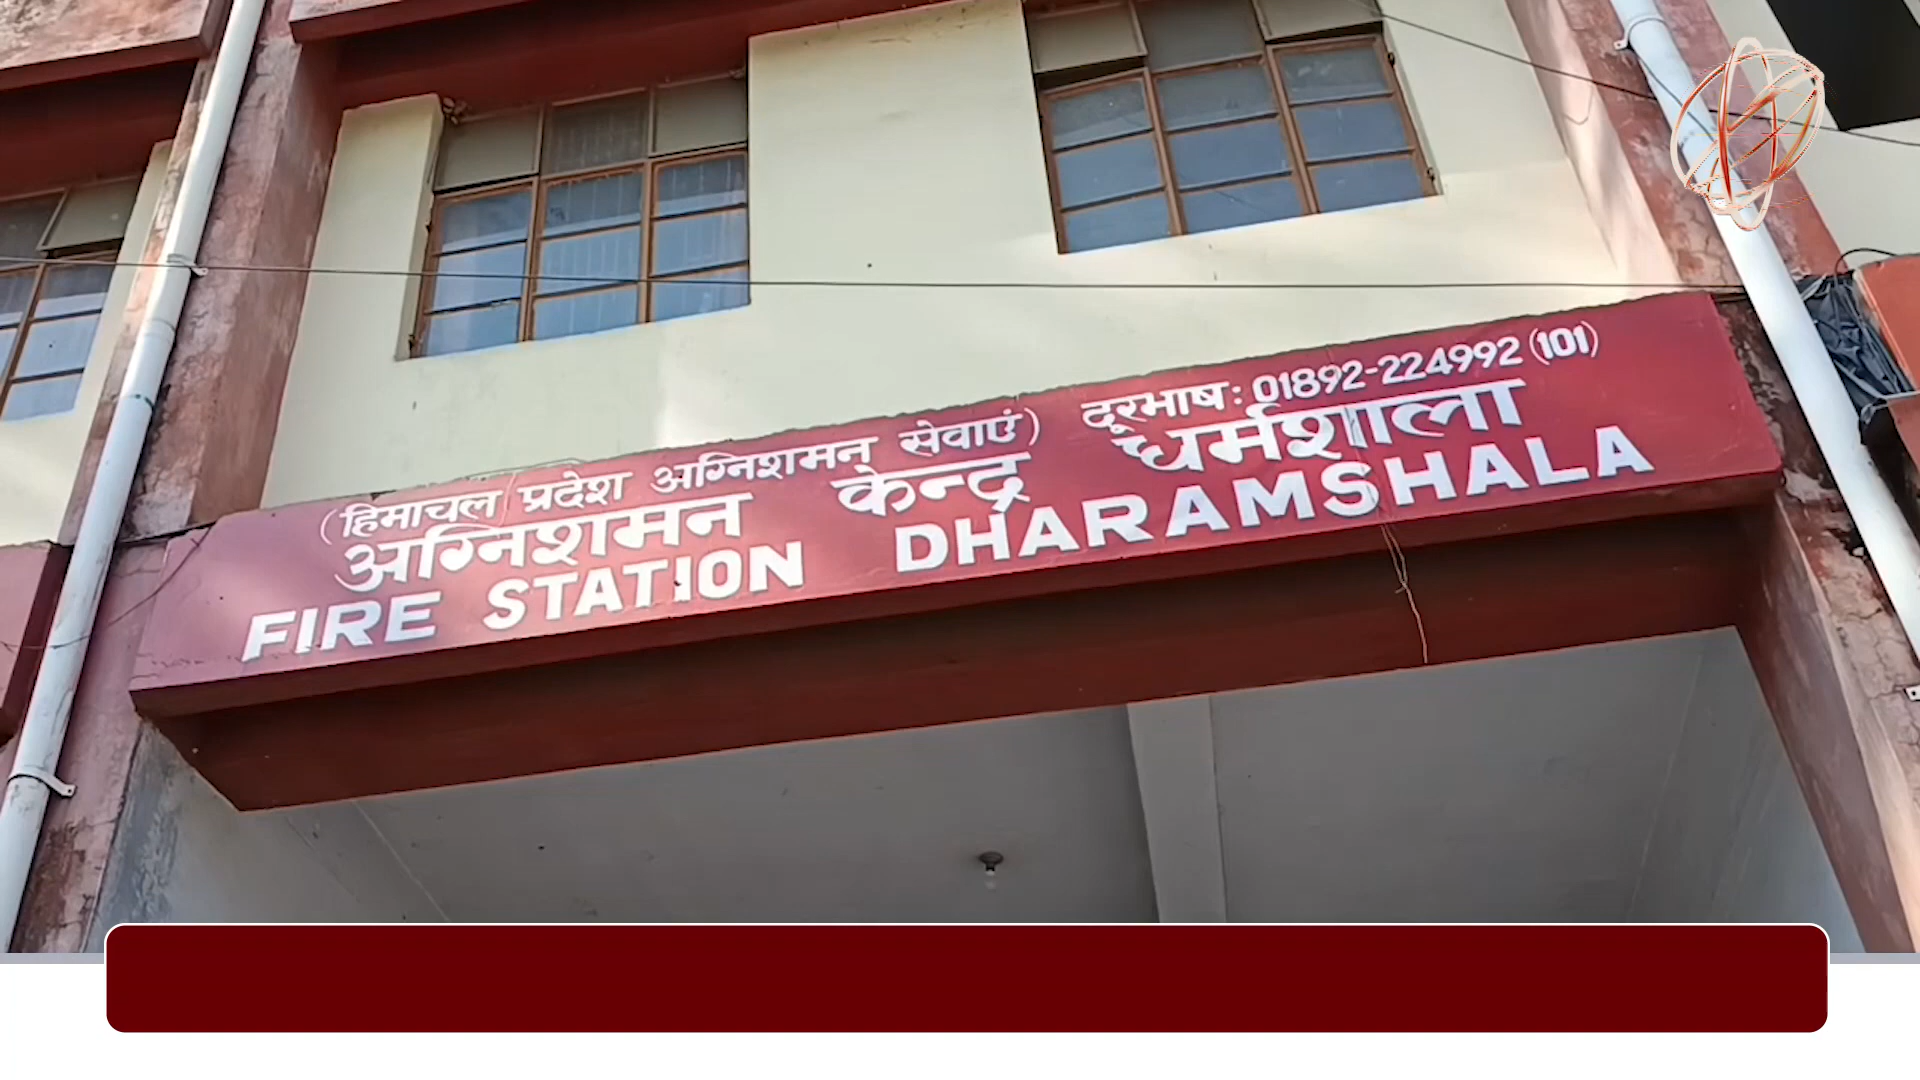 (हिमाचल प्रदेश अग्निशमन सेवाएं) दूरभाष: 01892-224992 (101)
अग्निशमन केन्द्र धर्मशाला
FIRE STATION DHARAMSHALA